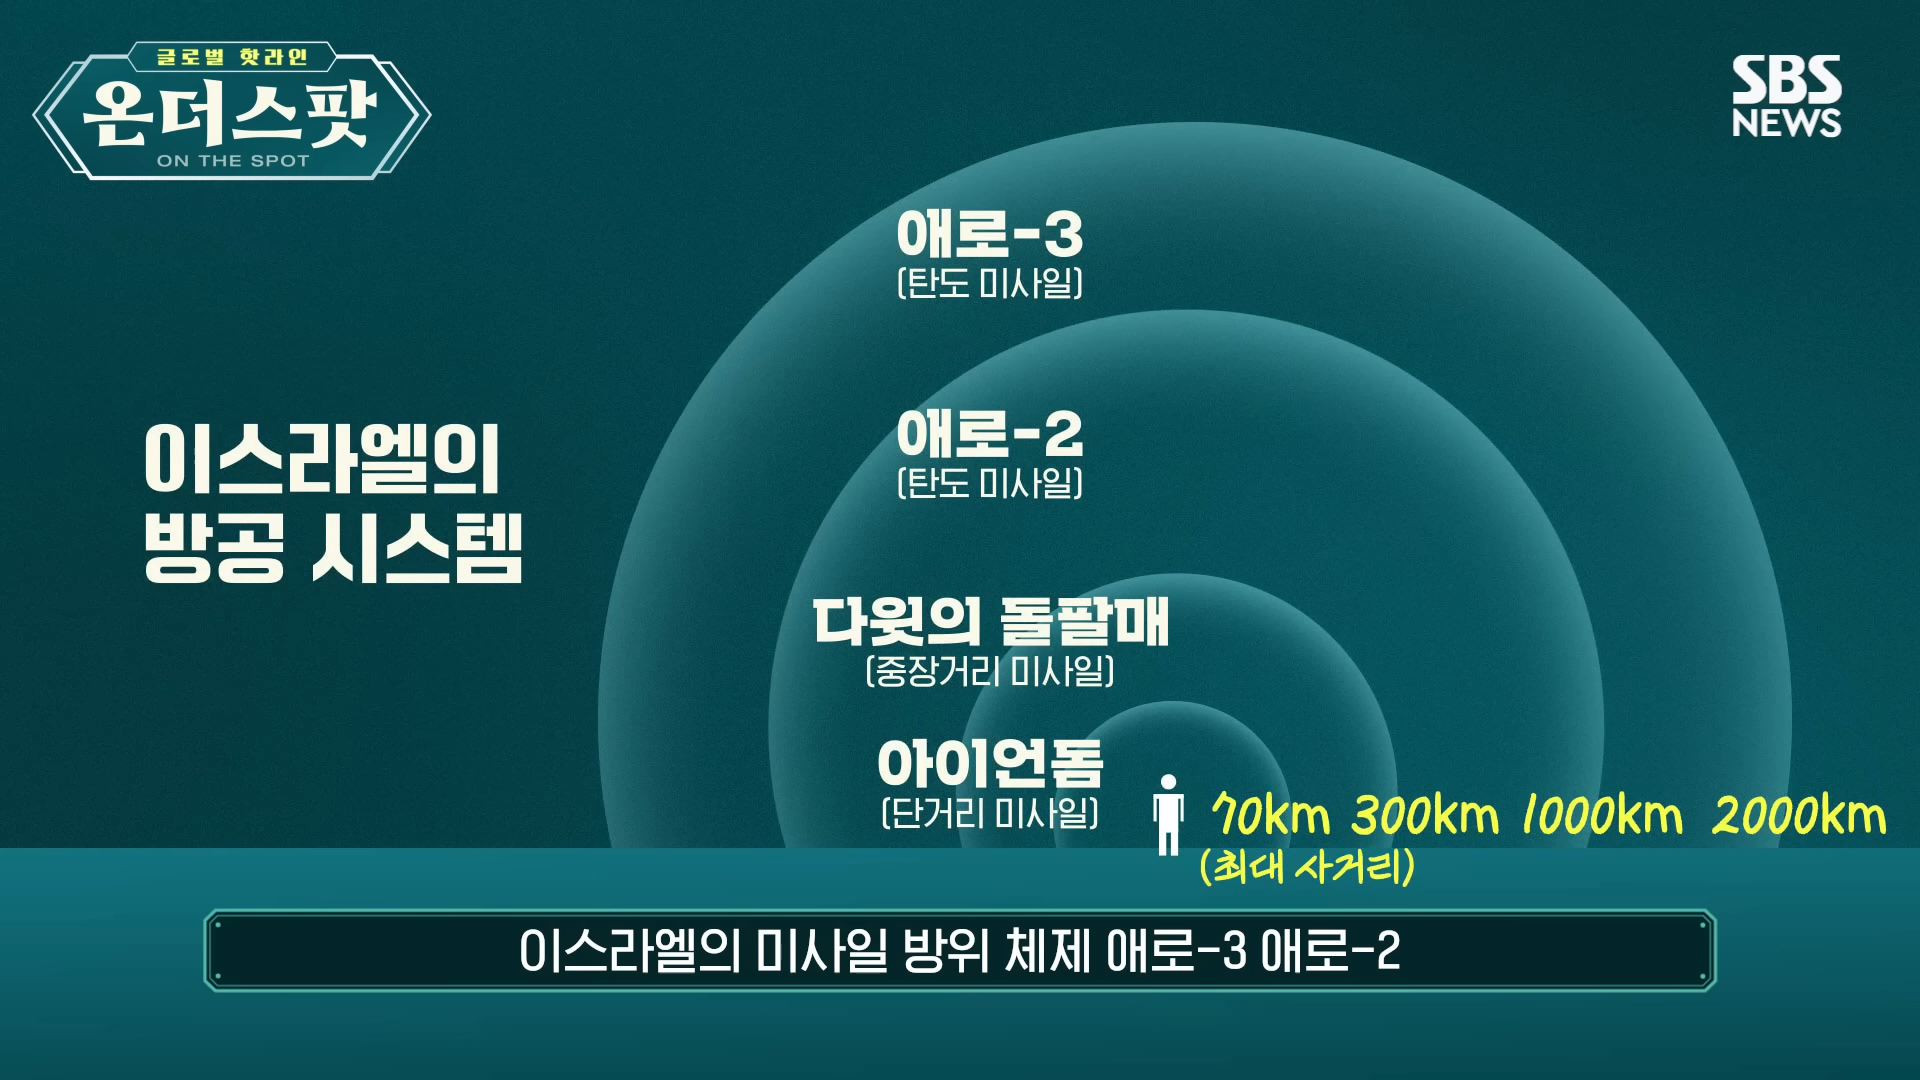 글로벌 핫라인
온더스팟
ON THE SPOT
SBS
NEWS
이스라엘의
방공 시스템
애로-3
(탄도 미사일)
애로-2
(탄도 미사일)
다윗의 돌팔매
(중장거리 미사일)
아이언돔
(단거리 미사일)
70km 300km 1000km 2000km
(최대 사거리)
이스라엘의 미사일 방위 체제 애로-3 애로-2